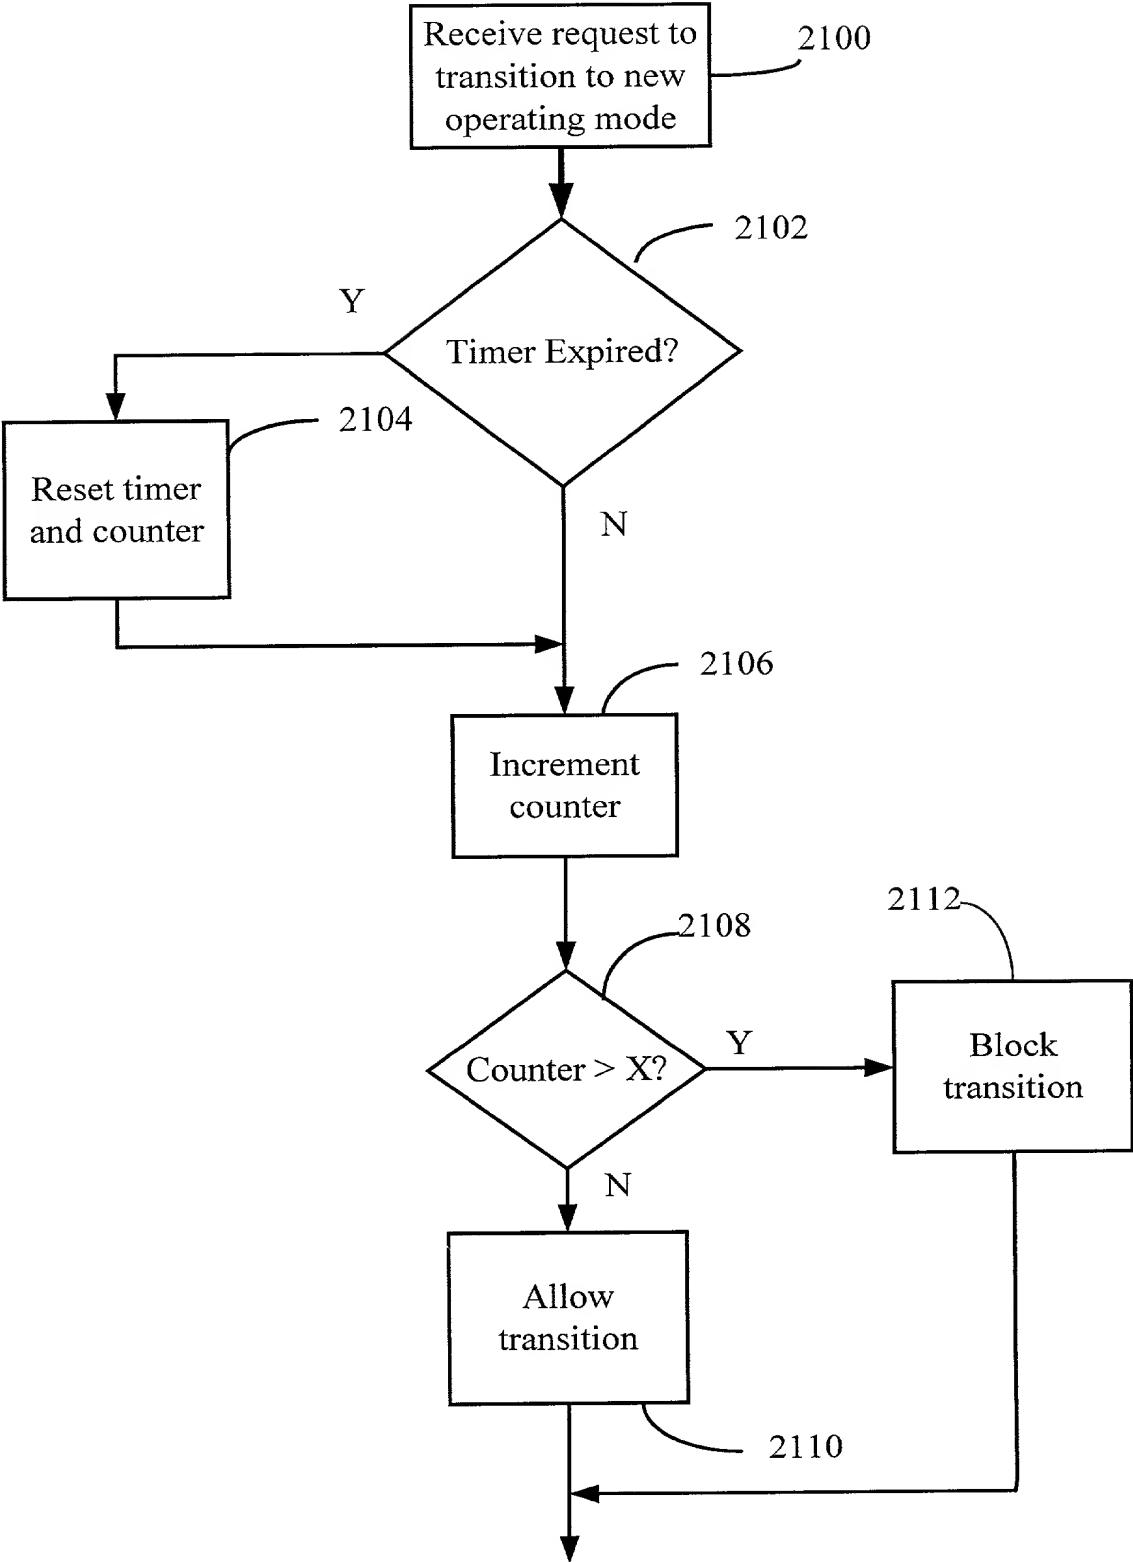 Receive request to
transition to new
operating mode
2100
2102
Y
Timer Expired?
2104
Reset timer
and counter
N
2106
Increment
counter
2108
2112
Counter > X?
Y
Block
transition
N
Allow
transition
2110